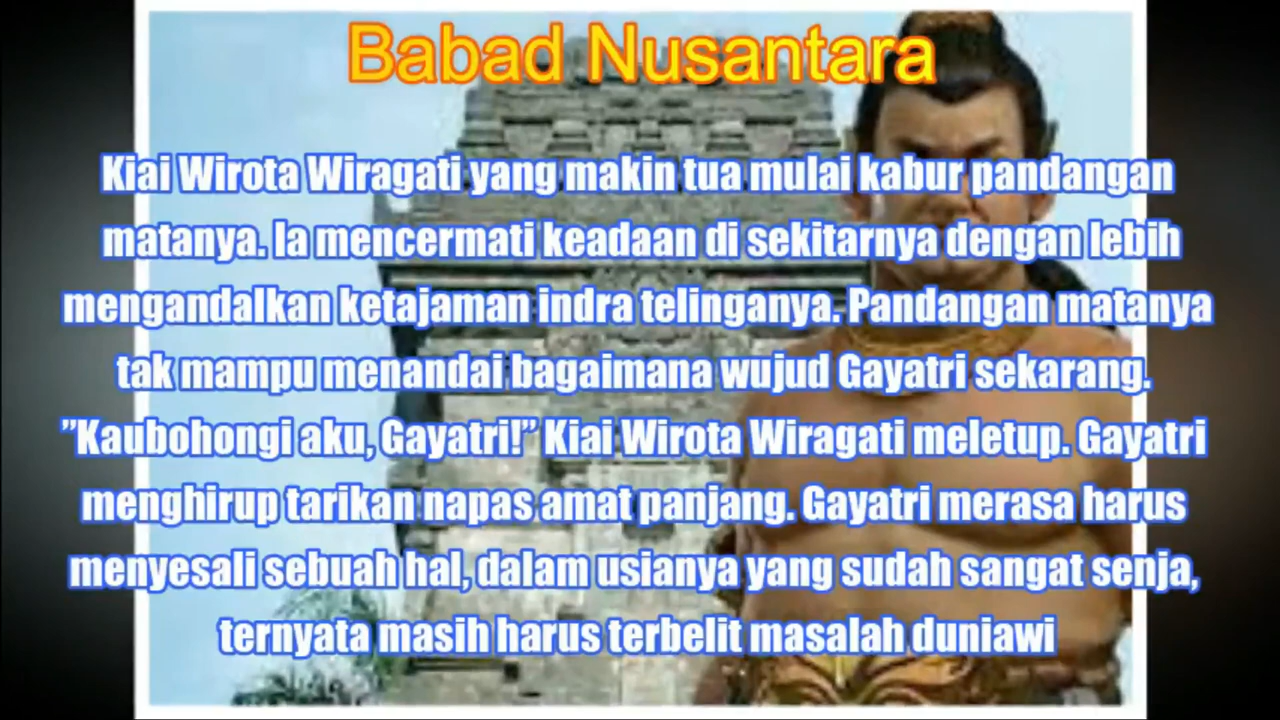 Babad Nusantara
Kiai Wirota Wiragati yang makin tua mulai kabur pandangan
matanya. Ia mencermati keadaan di sekitarnya dengan lebih
mengandalkan ketajaman indra telinganya. Pandangan matanya
tak mampu menandai bagaimana wujud Gayatri sekarang.
”Kaubohongi aku, Gayatri!” Kiai Wirota Wiragati meletup. Gayatri
menghirup tarikan napas amat panjang. Gayatri merasa harus
menyesali sebuah hal, dalam usianya yang sudah sangat senja,
ternyata masih harus terbelit masalah duniawi